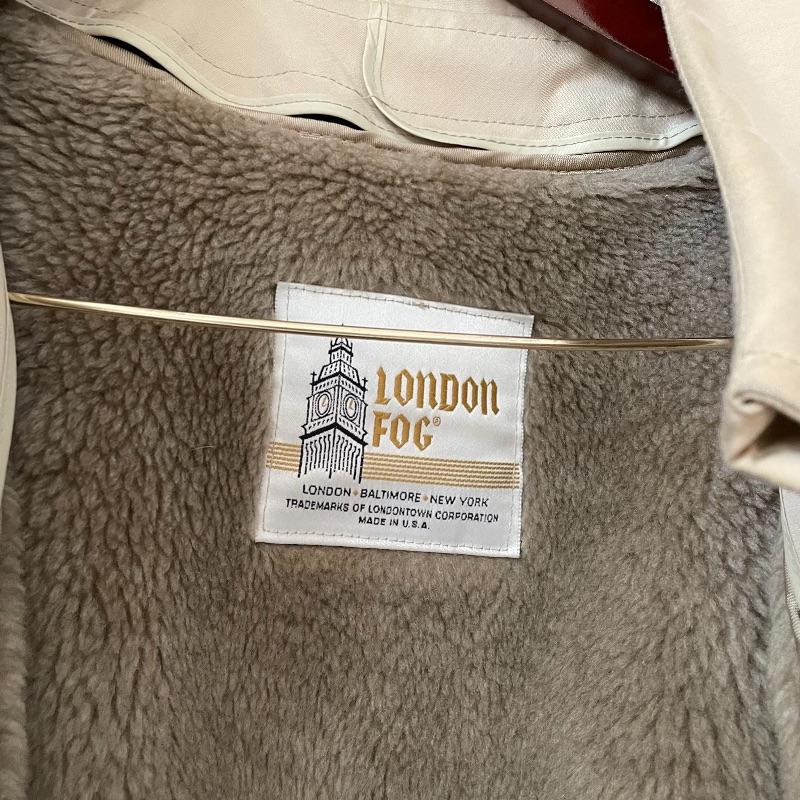 LONDON
FOG®
LONDON • BALTIMORE • NEW YORK
TRADEMARKS OF LONDONTOWN CORPORATION
MADE IN U.S.A.